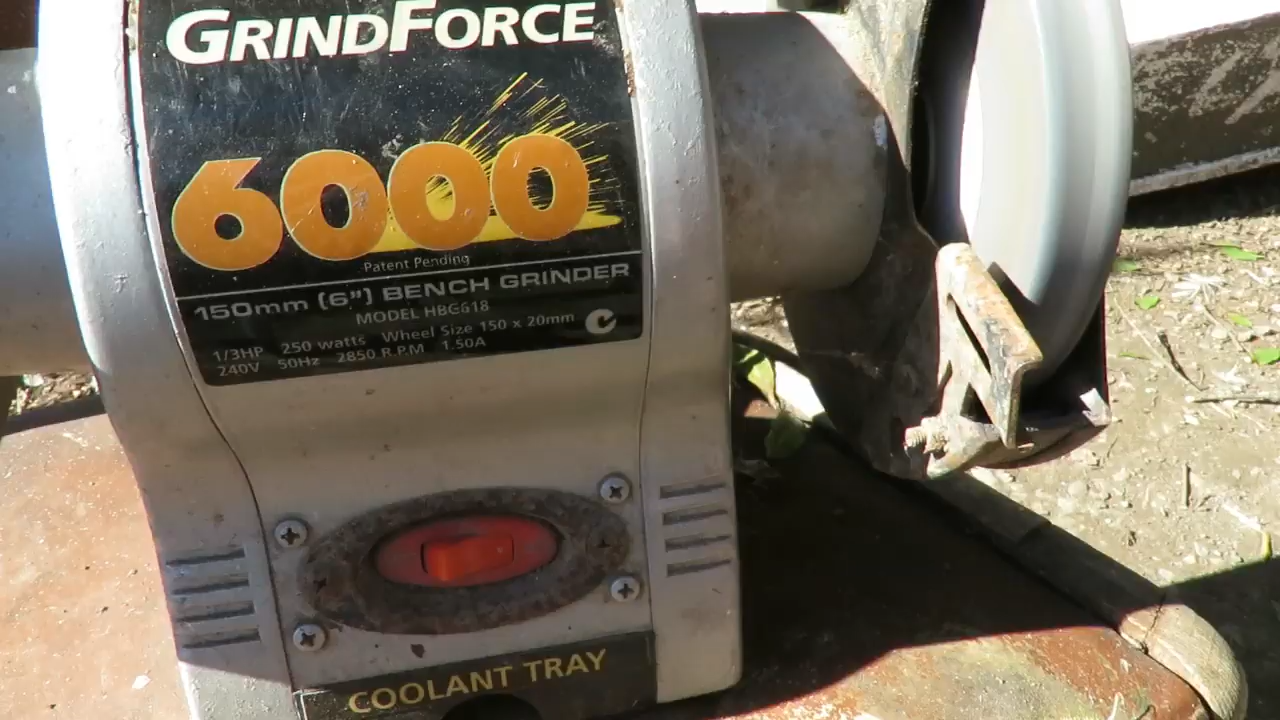 GRINDFORCE
6000
Patent Pending
150mm (6") BENCH GRINDER
MODEL HBG618
1/3HP 250 watts Wheel Size 150 x 20mm
240V 50Hz 2850 R.P.M 1.50A
COOLANT TRAY